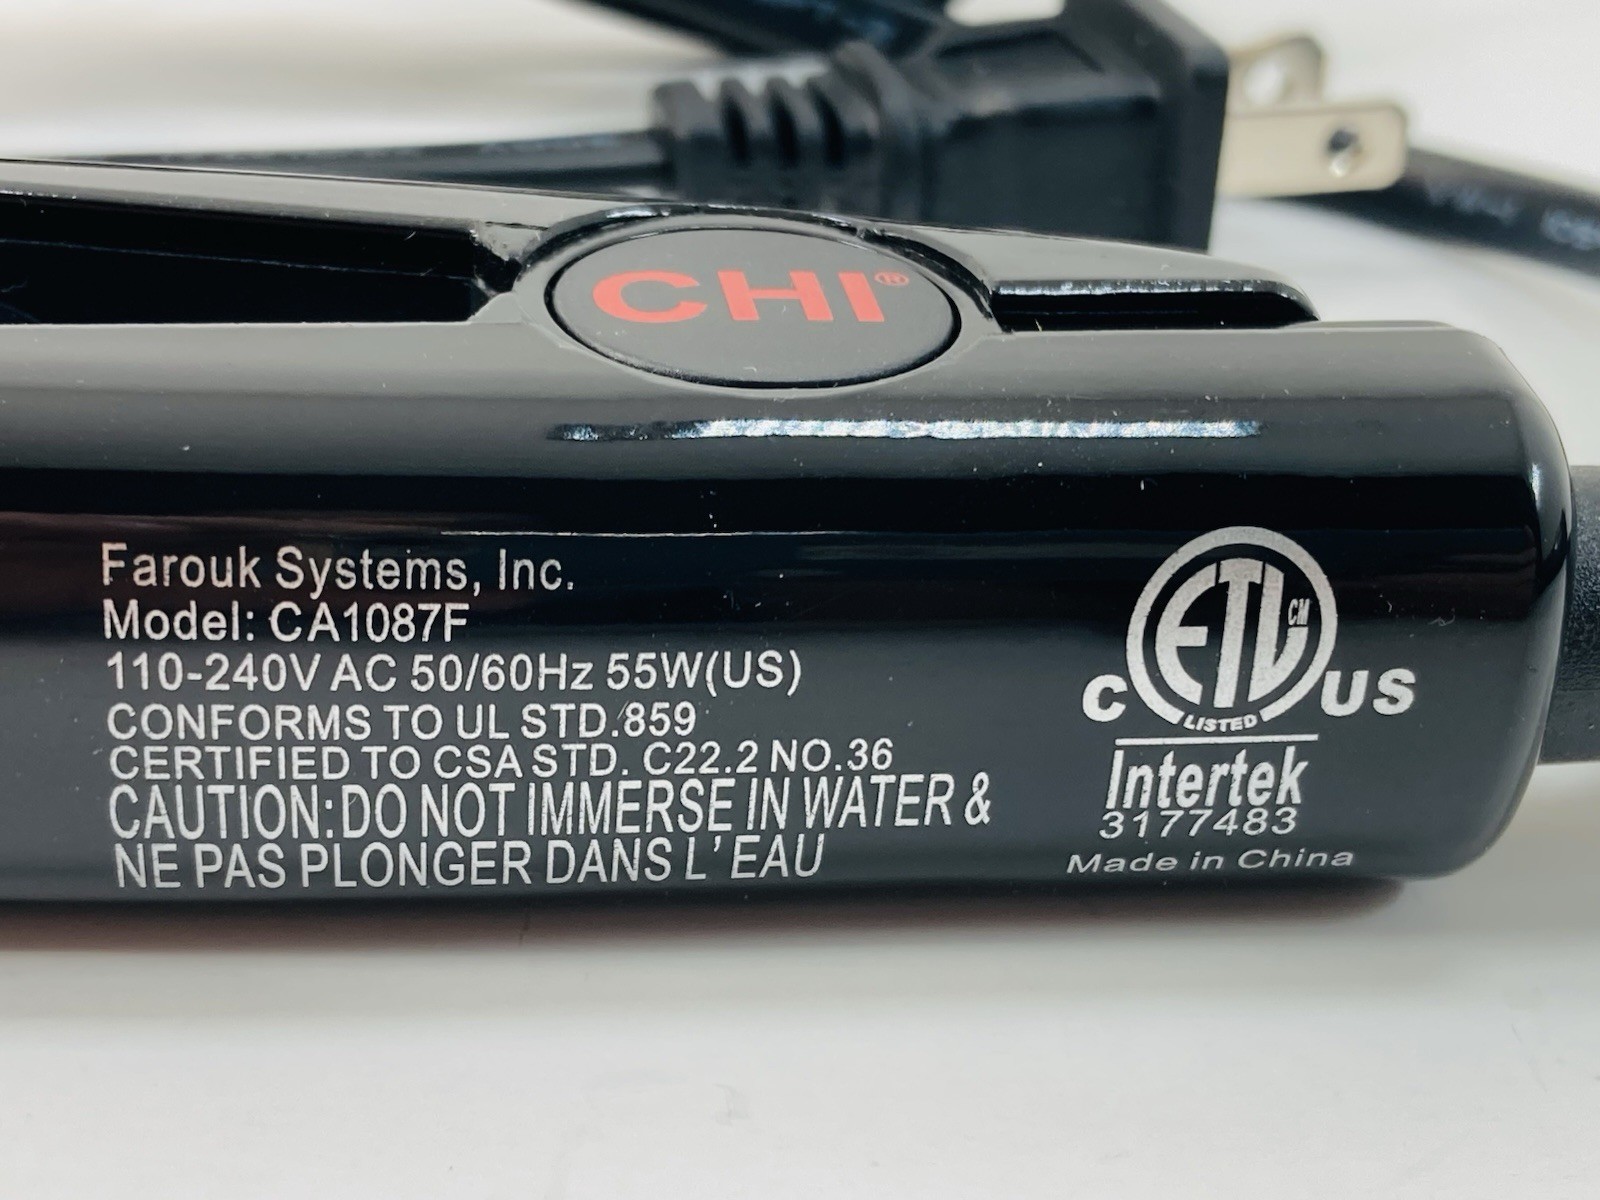 CHI®
Farouk Systems, Inc.
Model: CA1087F
110-240V AC 50/60Hz 55W(US)
CONFORMS TO UL STD.859
CERTIFIED TO CSA STD. C22.2 NO.36
CAUTION:DO NOT IMMERSE IN WATER &
NE PAS PLONGER DANS L'EAU
ETL CM
C US
LISTED
Intertek
3177483
Made in China